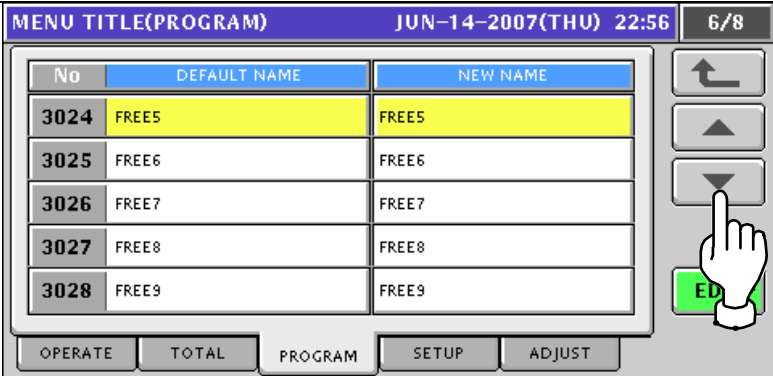 MENU TITLE(PROGRAM) JUN-14-2007(THU) 22:56 6/8
No DEFAULT NAME NEW NAME
3024 FREE5 FREE5
3025 FREE6 FREE6
3026 FREE7 FREE7
3027 FREE8 FREE8
3028 FREE9 FREE9
OPERATE TOTAL PROGRAM SETUP ADJUST